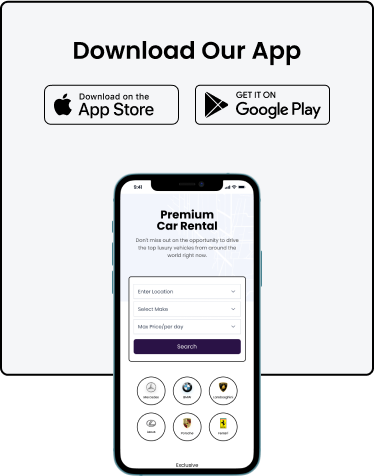 Download Our App
Download on the
App Store
GET IT ON
Google Play
9:41
Premium
Car Rental
Don't miss out on the opportunity to drive
the top luxury vehicles from around the
world right now.
Enter Location
Select Make
Max Price/per day
Search
Mercedes BMW Lamborghini
Porsche Ferrari
Exclusive